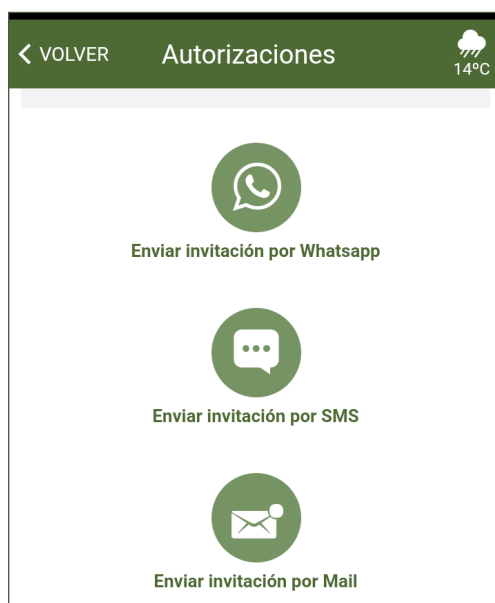 VOLVER Autorizaciones
14ºC
Enviar invitación por Whatsapp
Enviar invitación por SMS
Enviar invitación por Mail